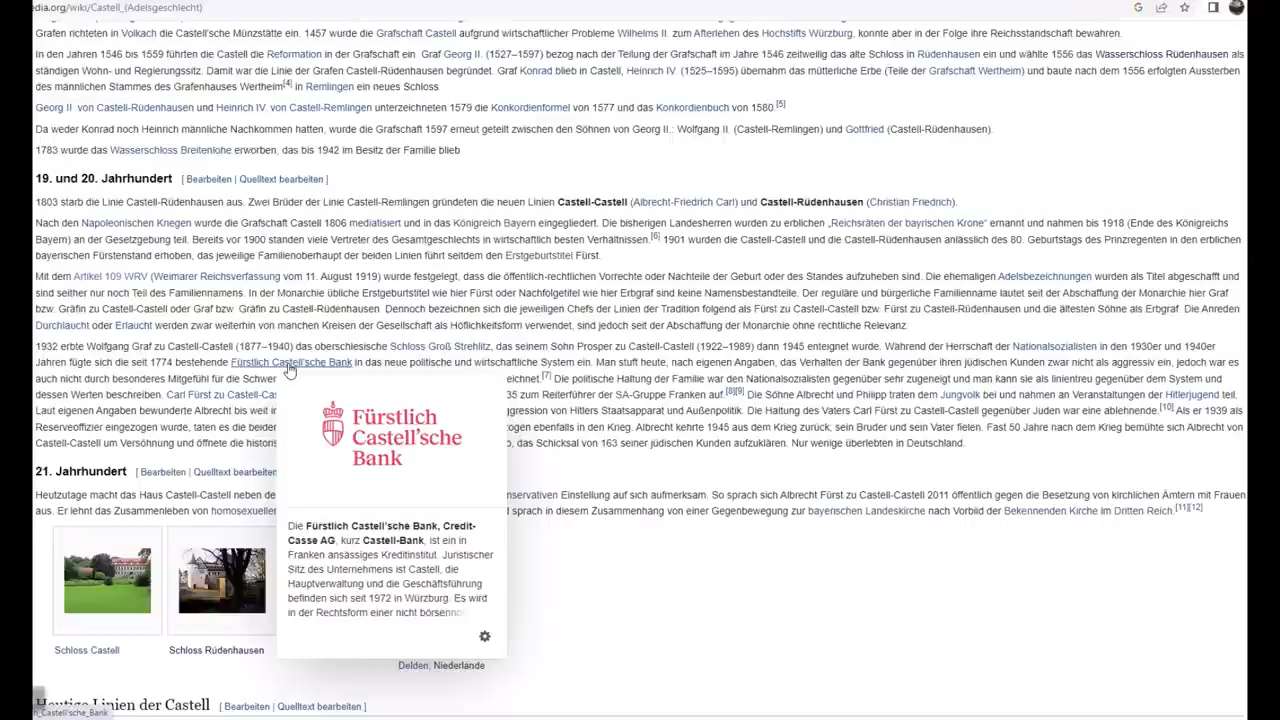 edia.org/wiki/Castell_(Adelsgeschlecht)
Grafen richteten in Volkach die Castell'sche Münzstätte ein. 1457 wurde die Grafschaft Castell aufgrund wirtschaftlicher Probleme Wilhelms II. zum Afterlehen des Hochstifts Würzburg, konnte aber in der Folge ihre Reichsstandschaft bewahren.
In den Jahren 1546 bis 1559 führten die Castell die Reformation in der Grafschaft ein. Graf Georg II. (1527–1597) bezog nach der Teilung der Grafschaft im Jahre 1546 zeitweilig das alte Schloss in Rüdenhausen ein und wählte 1556 das Wasserschloss Rüdenhausen als
ständigen Wohn- und Regierungssitz. Damit war die Linie der Grafen Castell-Rüdenhausen begründet. Graf Konrad blieb in Castell, Heinrich IV. (1525–1595) übernahm das mütterliche Erbe (Teile der Grafschaft Wertheim) und baute nach dem 1556 erfolgten Aussterben
des männlichen Stammes des Grafenhauses Wertheim[4] in Remlingen ein neues Schloss
Georg II. von Castell-Rüdenhausen und Heinrich IV. von Castell-Remlingen unterzeichneten 1579 die Konkordienformel von 1577 und das Konkordienbuch von 1580.[5]
Da weder Konrad noch Heinrich männliche Nachkommen hatten, wurde die Grafschaft 1597 erneut geteilt zwischen den Söhnen von Georg II.: Wolfgang II. (Castell-Remlingen) und Gottfried (Castell-Rüdenhausen).
1783 wurde das Wasserschloss Breitenlohe erworben, das bis 1942 im Besitz der Familie blieb
19. und 20. Jahrhundert [ Bearbeiten | Quelltext bearbeiten ]
1803 starb die Linie Castell-Rüdenhausen aus. Zwei Brüder der Linie Castell-Remlingen gründeten die neuen Linien Castell-Castell (Albrecht-Friedrich Carl) und Castell-Rüdenhausen (Christian Friedrich).
Nach den Napoleonischen Kriegen wurde die Grafschaft Castell 1806 mediatisiert und in das Königreich Bayern eingegliedert. Die bisherigen Landesherren wurden zu erblichen „Reichsräten der bayrischen Krone“ ernannt und nahmen bis 1918 (Ende des Königreichs
Bayern) an der Gesetzgebung teil. Bereits vor 1900 standen viele Vertreter des Gesamtgeschlechts in wirtschaftlich besten Verhältnissen.[6] 1901 wurden die Castell-Castell und die Castell-Rüdenhausen anlässlich des 80. Geburtstags des Prinzregenten in den erblichen
bayerischen Fürstenstand erhoben, das jeweilige Familienoberhaupt der beiden Linien führt seitdem den Erstgeburtstitel Fürst.
Mit dem Artikel 109 WRV (Weimarer Reichsverfassung vom 11. August 1919) wurde festgelegt, dass die öffentlich-rechtlichen Vorrechte oder Nachteile der Geburt oder des Standes aufzuheben sind. Die ehemaligen Adelsbezeichnungen wurden als Titel abgeschafft und
sind seither nur noch Teil des Familiennamens. In der Monarchie übliche Erstgeburtstitel wie hier Fürst oder Nachfolgetitel wie hier Erbgraf sind keine Namensbestandteile. Der reguläre und bürgerliche Familienname lautet seit der Abschaffung der Monarchie hier Graf
bzw. Gräfin zu Castell-Castell oder Graf bzw. Gräfin zu Castell-Rüdenhausen. Dennoch bezeichnen sich die jeweiligen Chefs der Linien der Tradition folgend als Fürst zu Castell-Castell bzw. Fürst zu Castell-Rüdenhausen und die ältesten Söhne als Erbgraf. Die Anreden
Durchlaucht oder Erlaucht werden zwar weiterhin von manchen Kreisen der Gesellschaft als Höflichkeitsform verwendet, sind jedoch seit der Abschaffung der Monarchie ohne rechtliche Relevanz
1932 erbte Wolfgang Graf zu Castell-Castell (1877–1940) das oberschlesische Schloss Groß Strehlitz, das seinem Sohn Prosper zu Castell-Castell (1922–1989) dann 1945 enteignet wurde. Während der Herrschaft der Nationalsozialisten in den 1930er und 1940er
Jahren fügte sich die seit 1774 bestehende Fürstlich Castell'sche Bank in das neue politische und wirtschaftliche System ein. Man stuft heute, nach eigenen Angaben, das Verhalten der Bank gegenüber ihren jüdischen Kunden zwar nicht als aggressiv ein, jedoch war es
auch nicht durch besonderes Mitgefühl für die Schwer eichnet.[7] Die politische Haltung der Familie war den Nationalsozialisten gegenüber sehr zugeneigt und man kann sie als linientreu gegenüber dem System und
dessen Werten beschreiben. Carl Fürst zu Castell-Ca 35 zum Reiterführer der SA-Gruppe Franken auf.[8][9] Die Söhne Albrecht und Philipp traten dem Jungvolk bei und nahmen an Veranstaltungen der Hitlerjugend teil.
Laut eigenen Angaben bewunderte Albrecht bis weit ir ggression von Hitlers Staatsapparat und Außenpolitik. Die Haltung des Vaters Carl Fürst zu Castell-Castell gegenüber Juden war eine ablehnende.[10] Als er 1939 als
Reserveoffizier eingezogen wurde, taten es die beider zogen ebenfalls in den Krieg. Albrecht kehrte 1945 aus dem Krieg zurück; sein Bruder und sein Vater fielen. Fast 50 Jahre nach dem Krieg bemühte sich Albrecht von
Castell-Castell um Versöhnung und öffnete die historis , das Schicksal von 163 seiner jüdischen Kunden aufzuklären. Nur wenige überlebten in Deutschland.
Fürstlich
Castell'sche
Bank
21. Jahrhundert [ Bearbeiten | Quelltext bearbeiten
Heutzutage macht das Haus Castell-Castell neben de nservativen Einstellung auf sich aufmerksam. So sprach sich Albrecht Fürst zu Castell-Castell 2011 öffentlich gegen die Besetzung von kirchlichen Ämtern mit Frauen
aus. Er lehnt das Zusammenleben von homosexuellen sprach in diesem Zusammenhang von einer Gegenbewegung zur bayerischen Landeskirche nach Vorbild der Bekennenden Kirche im Dritten Reich.[11][12]
Die Fürstlich Castell'sche Bank, Credit-
Casse AG, kurz Castell-Bank, ist ein in
Franken ansässiges Kreditinstitut. Juristischer
Sitz des Unternehmens ist Castell, die
Hauptverwaltung und die Geschäftsführung
befinden sich seit 1972 in Würzburg. Es wird
in der Rechtsform einer nicht börsenno
Schloss Castell
Schloss Rüdenhausen
Delden, Niederlande
Heutige Linien der Castell [ Bearbeiten | Quelltext bearbeiten ]
h_Castell'sche_Bank